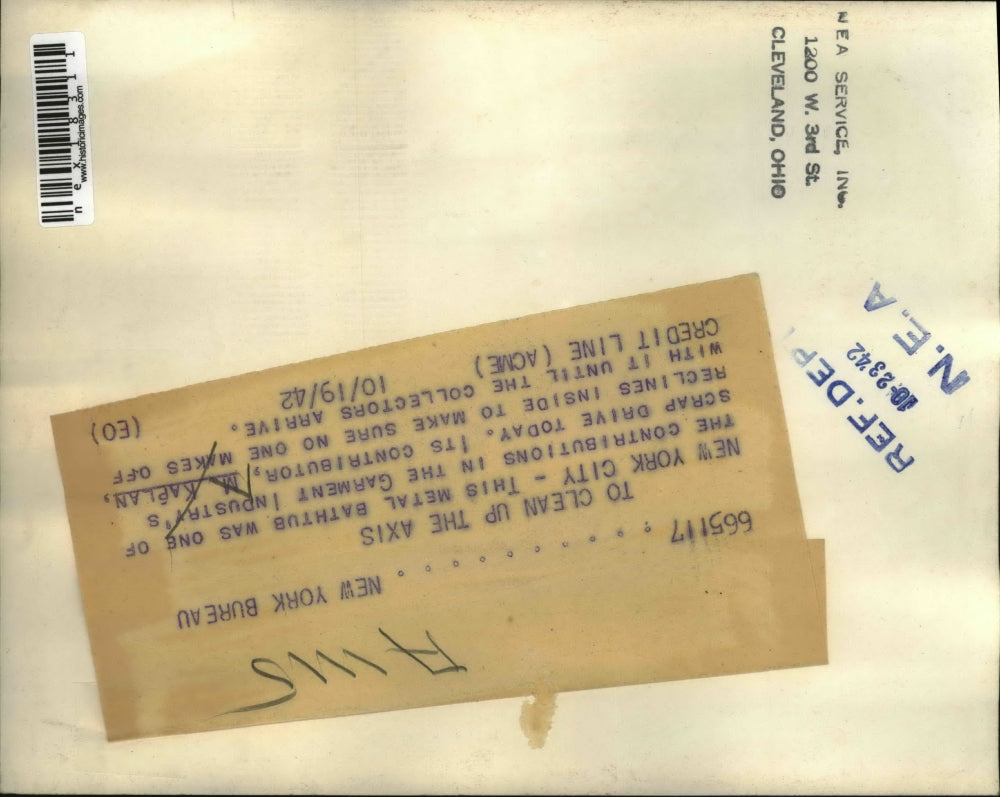 NEA SERVICE, INC.
1200 W. 3rd St.
CLEVELAND, OHIO
www.historicimages.com
nex18311
REF. DEPT
10-23 42
N.E.A
665117 . . . . . . . . . . NEW YORK BUREAU
TO CLEAN UP THE AXIS
NEW YORK CITY - THIS METAL BATHTUB WAS ONE OF
THE CONTRIBUTIONS IN THE GARMENT INDUSTRY'S
SCRAP DRIVE TODAY. ITS CONTRIBUTOR, M. KAPLAN,
RECLINES INSIDE TO MAKE SURE NO ONE MAKES OFF
WITH IT UNTIL THE COLLECTORS ARRIVE.
CREDIT LINE (ACME) 10/19/42 (EO)